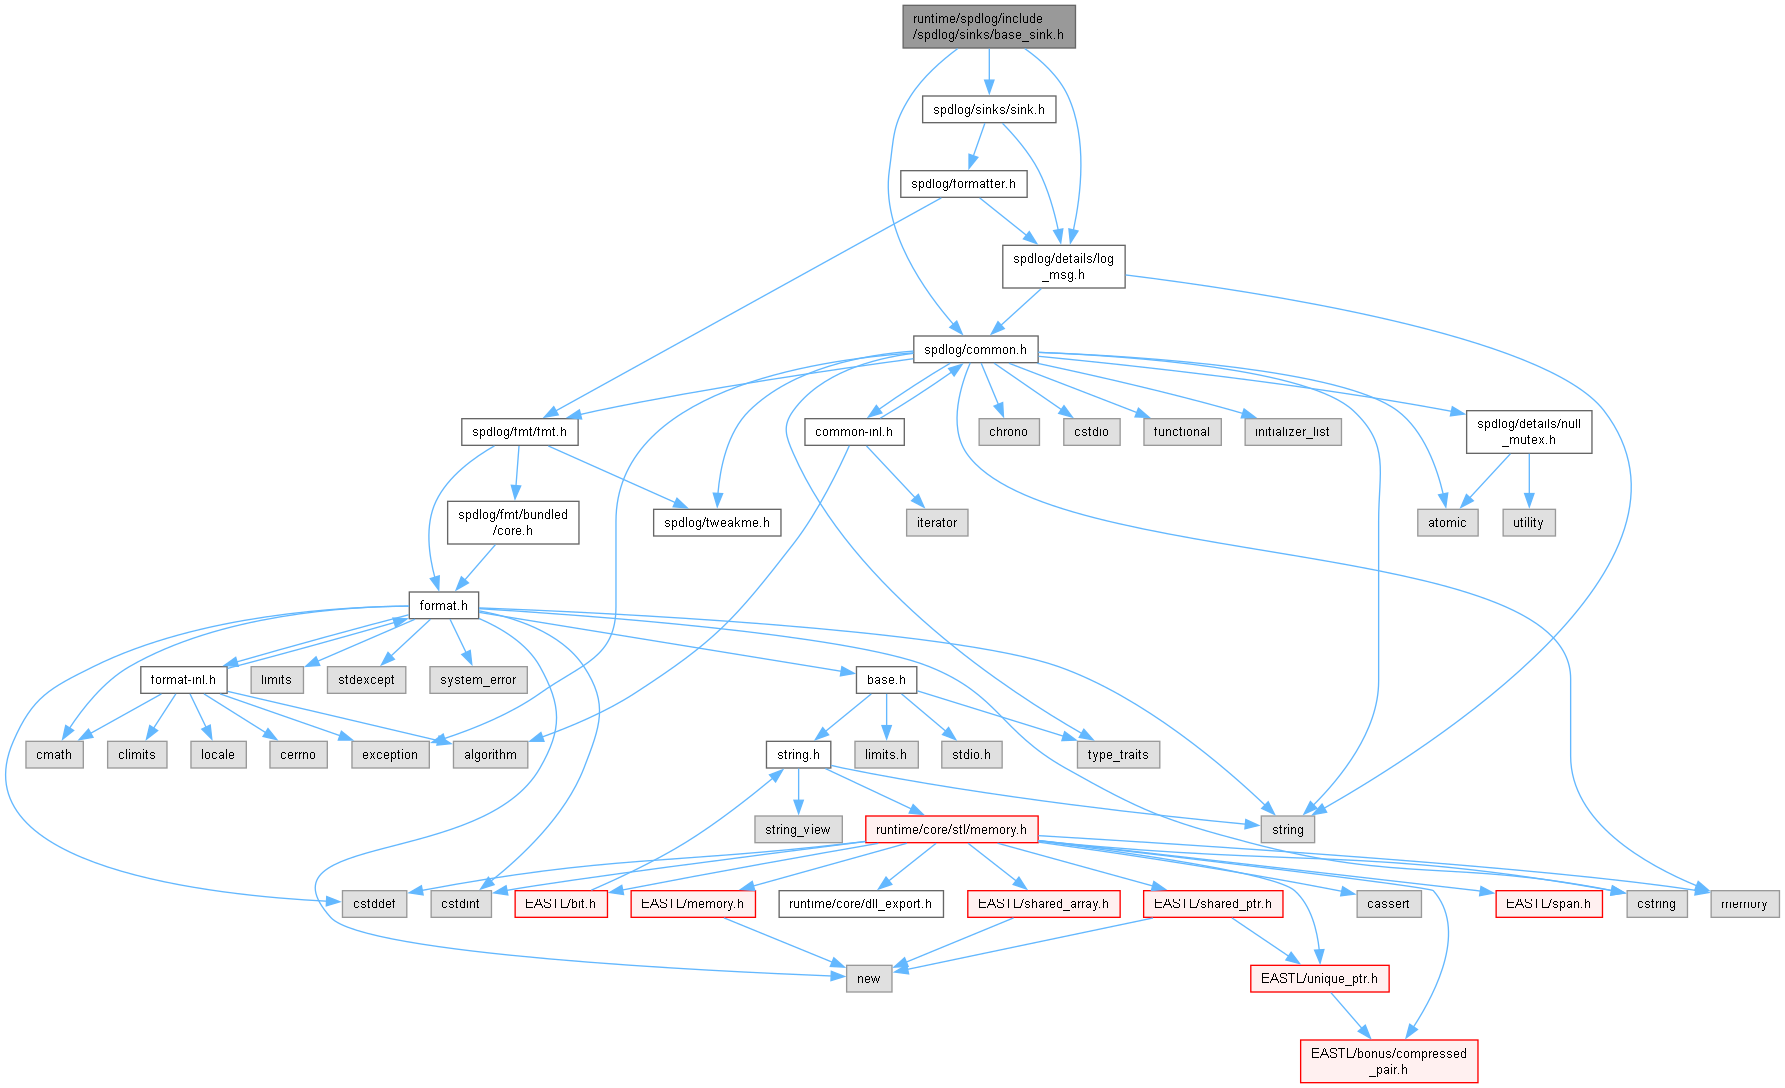 runtime/spdlog/include
/spdlog/sinks/base_sink.h
spdlog/sinks/sink.h
spdlog/formatter.h
spdlog/details/log
_msg.h
spdlog/common.h
spdlog/fmt/fmt.h
common-inl.h
chrono
cstdio
functional
initializer_list
spdlog/details/null
_mutex.h
spdlog/fmt/bundled
/core.h
spdlog/tweakme.h
iterator
atomic
utility
format.h
format-inl.h
limits
stdexcept
system_error
base.h
cmath
climits
locale
cerrno
exception
algorithm
string.h
limits.h
stdio.h
type_traits
string_view
runtime/core/stl/memory.h
string
cstddef
cstdint
EASTL/bit.h
EASTL/memory.h
runtime/core/dll_export.h
EASTL/shared_array.h
EASTL/shared_ptr.h
cassert
EASTL/span.h
cstring
memory
new
EASTL/unique_ptr.h
EASTL/bonus/compressed
_pair.h